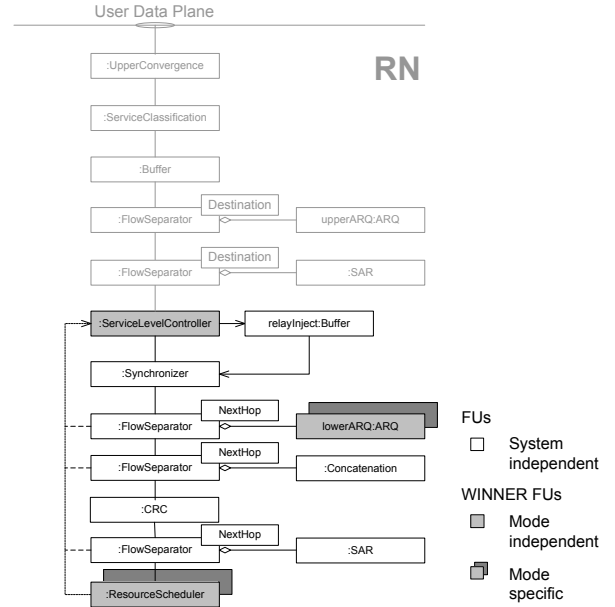 User Data Plane
RN
:UpperConvergence
:ServiceClassification
:Buffer
Destination
:FlowSeparator
upperARQ:ARQ
Destination
:FlowSeparator
:SAR
:ServiceLevelController
relayInject:Buffer
:Synchronizer
NextHop
:FlowSeparator
lowerARQ:ARQ
NextHop
:FlowSeparator
:Concatenation
:CRC
NextHop
:FlowSeparator
:SAR
:ResourceScheduler
FUs
System
independent
WINNER FUs
Mode
independent
Mode
specific